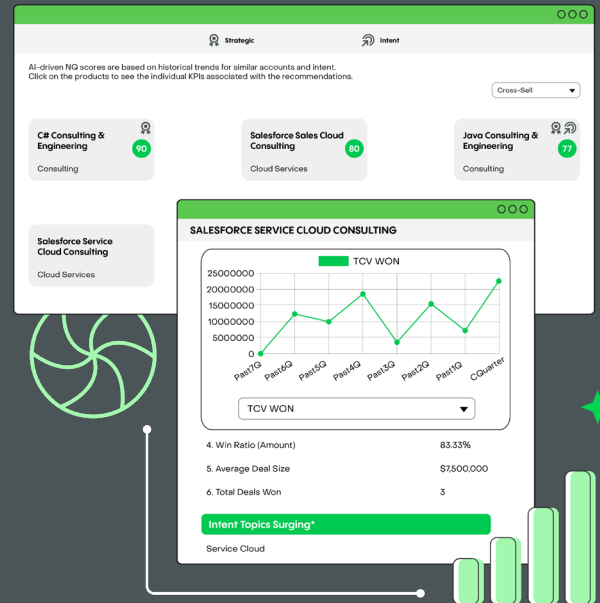 Strategic
Intent
AI-driven NQ scores are based on historical trends for similar accounts and intent.
Click on the products to see the individual KPIs associated with the recommendations.
Cross-Sell
C# Consulting &
Engineering
90
Consulting
Salesforce Sales Cloud
Consulting
80
Cloud Services
Java Consulting &
Engineering
77
Consulting
Salesforce Service
Cloud Consulting
Cloud Services
SALESFORCE SERVICE CLOUD CONSULTING
TCV WON
25000000
20000000
15000000
10000000
5000000
0
Past7Q
Past6Q
Past5Q
Past4Q
Past3Q
Past2Q
Past1Q
CQuarter
TCV WON
4. Win Ratio (Amount) 83.33%
5. Average Deal Size $7,500,000
6. Total Deals Won 3
Intent Topics Surging*
Service Cloud